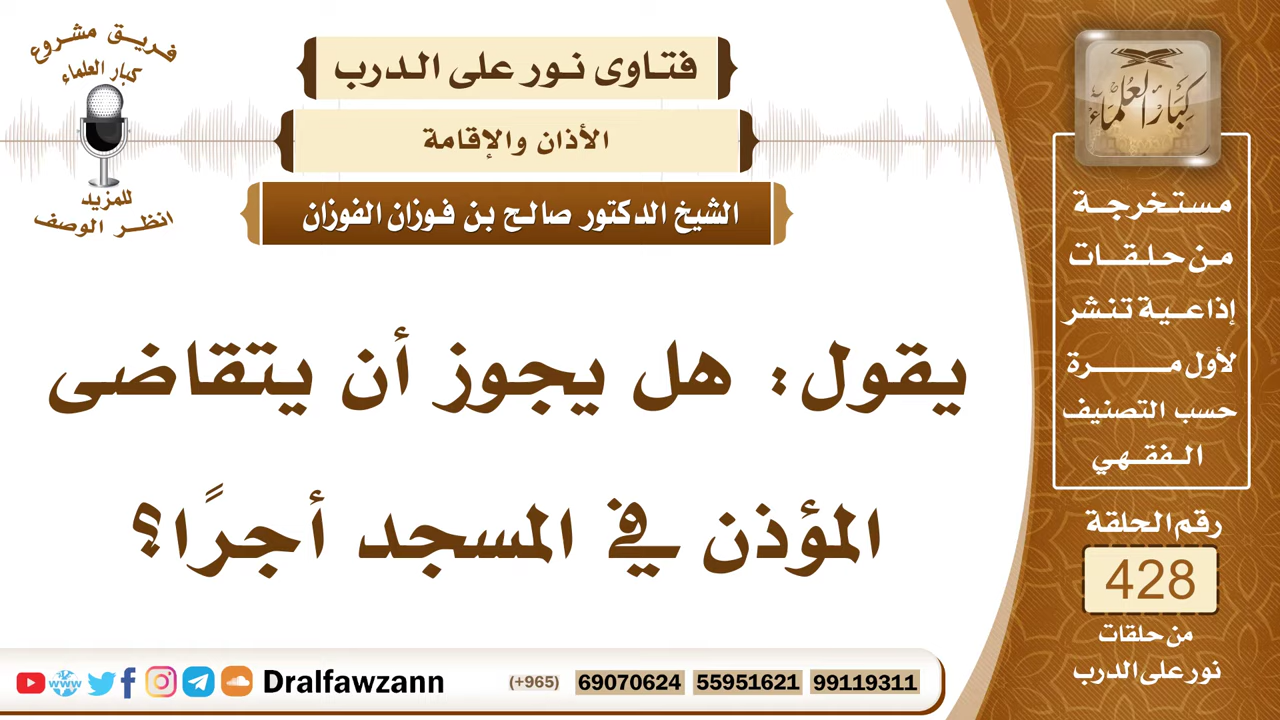 فريق مشروع
كبار العلماء
للمزيد
انظر الوصف
فتاوى نور على الدرب
الأذان والإقامة
الشيخ الدكتور صالح بن فوزان الفوزان
يقول: هل يجوز أن يتقاضى
المؤذن في المسجد أجرًا؟
كبار العلماء
مستخرجة
من حلقات
إذاعية تنشر
لأول مرة
حسب التصنيف
الفقهي
رقم الحلقة
428
من حلقات
نور على الدرب
www
Dralfawzann
(+965) 69070624 55951621 99119311